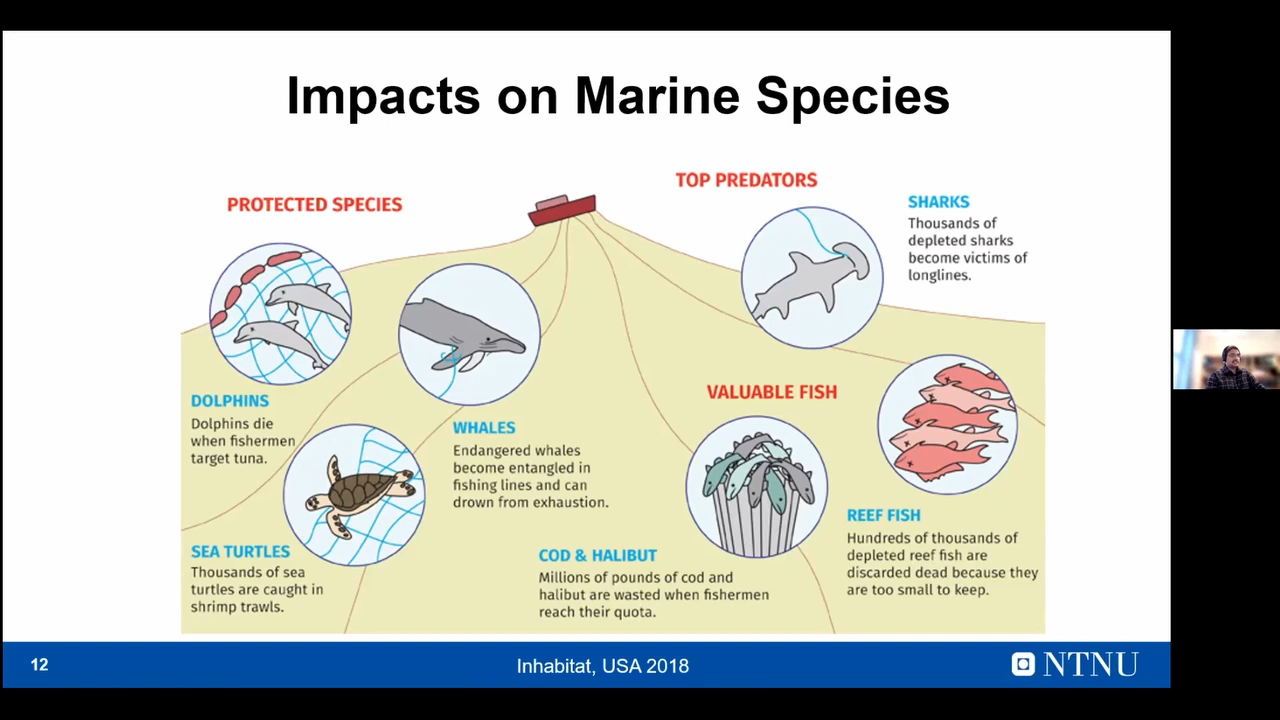 Impacts on Marine Species
PROTECTED SPECIES
DOLPHINS
Dolphins die
when fishermen
target tuna.
WHALES
Endangered whales
become entangled in
fishing lines and can
drown from exhaustion.
SEA TURTLES
Thousands of sea
turtles are caught in
shrimp trawls.
TOP PREDATORS
SHARKS
Thousands of
depleted sharks
become victims of
longlines.
VALUABLE FISH
COD & HALIBUT
Millions of pounds of cod and
halibut are wasted when fishermen
reach their quota.
REEF FISH
Hundreds of thousands of
depleted reef fish are
discarded dead because they
are too small to keep.
12
Inhabitat, USA 2018
NTNU